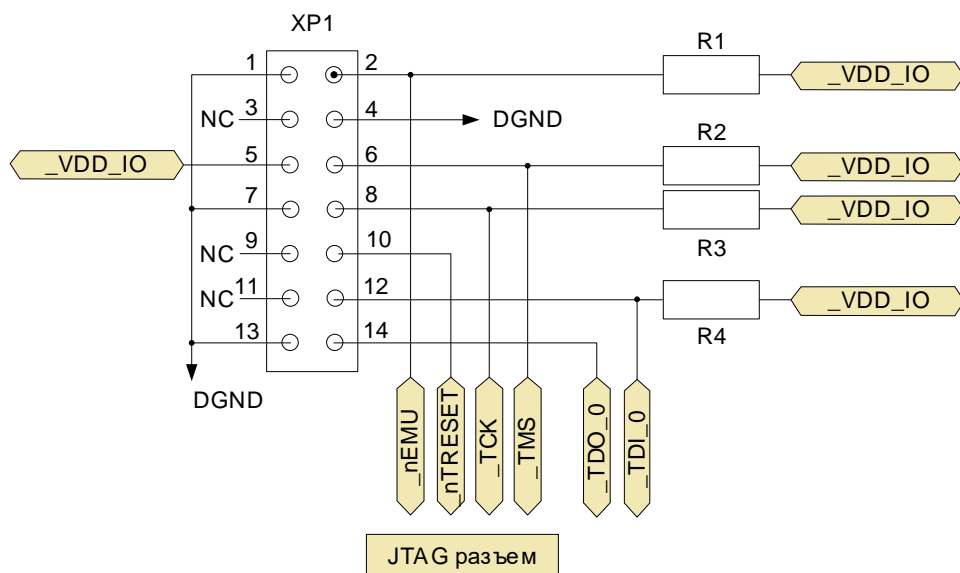 XP1
R1
1
2
_VDD_IO
NC 3
4
DGND
R2
_VDD_IO
5
6
_VDD_IO
7
8
_VDD_IO
R3
NC 9
10
NC 11
12
_VDD_IO
R4
13
14
DGND
_nEMU
_nTRESET
_TCK
_TMS
_TDO_0
_TDI_0
JTAG разъем